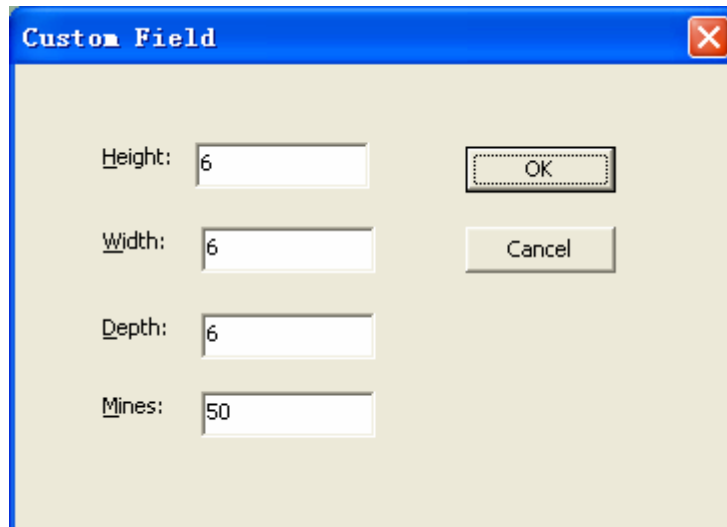 Custom Field
Height: 6 OK
Width: 6 Cancel
Depth: 6
Mines: 50